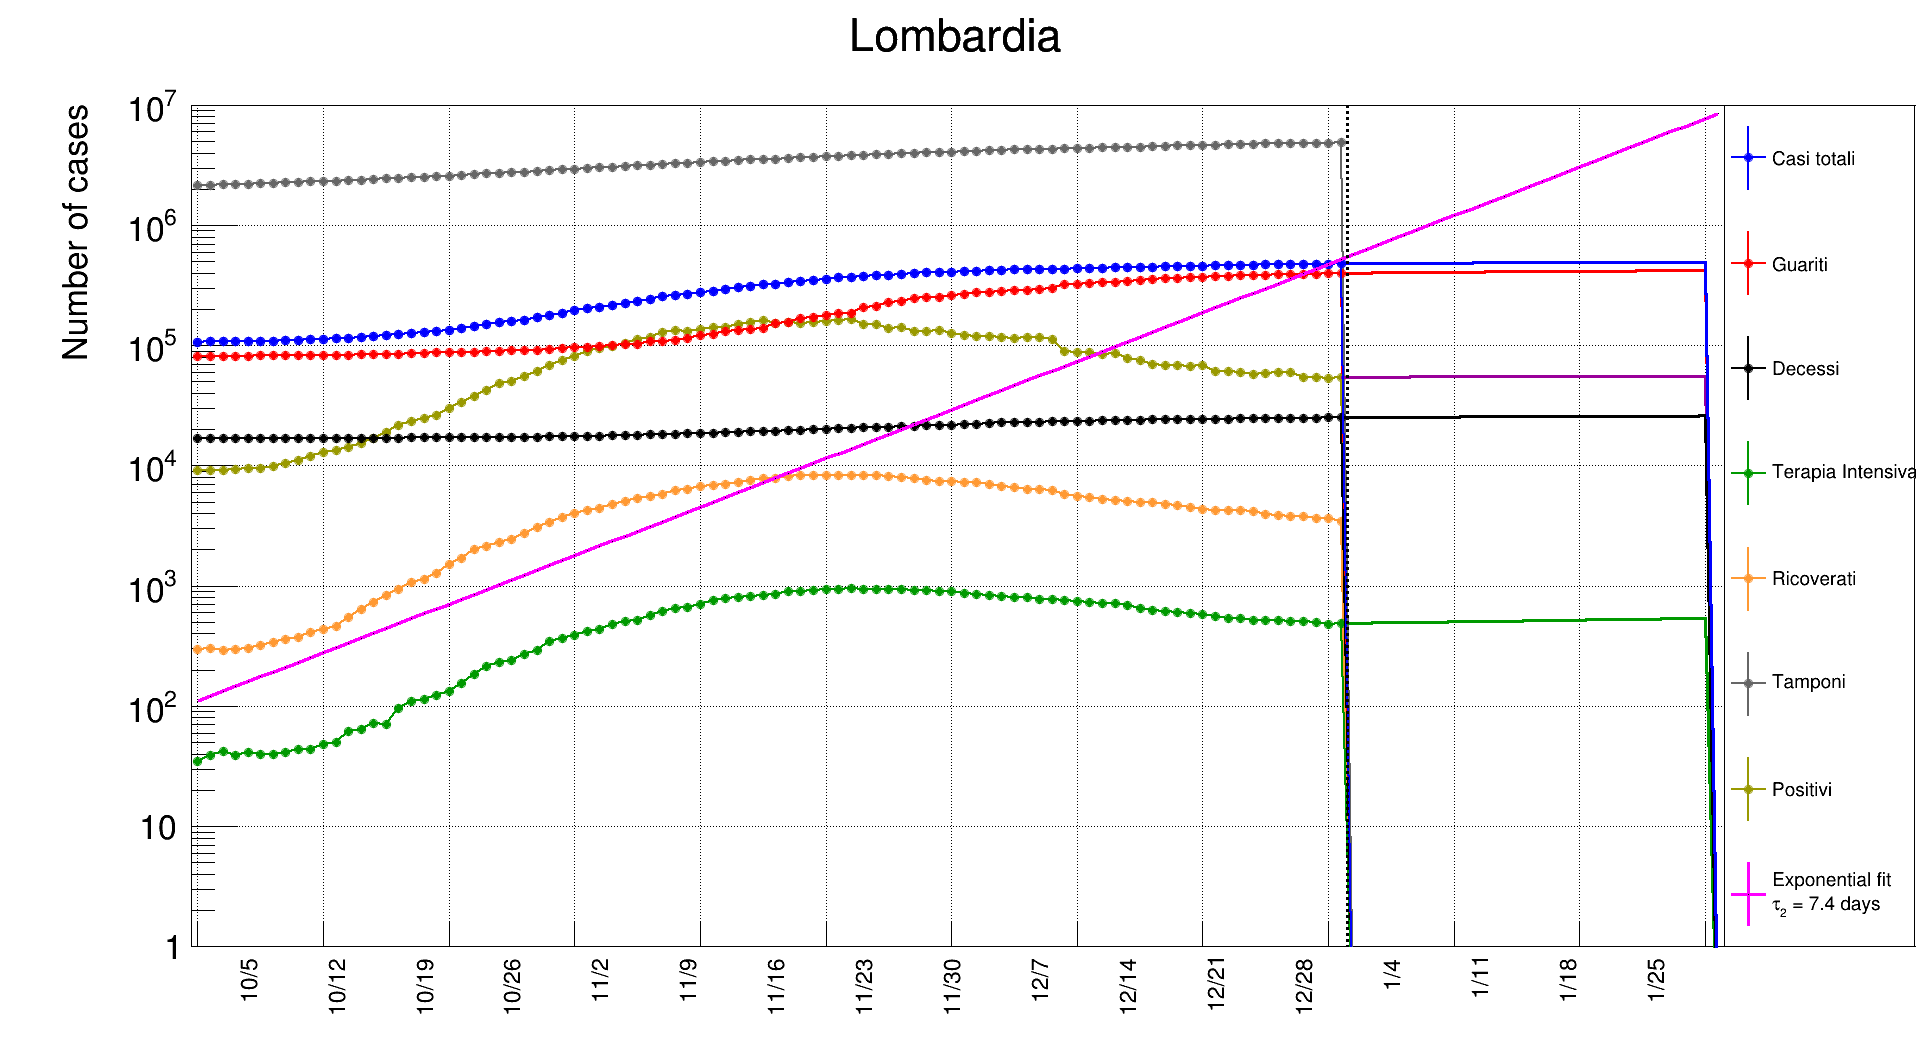 Lombardia
Number of cases
10^7
10^6
10^5
10^4
10^3
10^2
10
1
10/5
10/12
10/19
10/26
11/2
11/9
11/16
11/23
11/30
12/7
12/14
12/21
12/28
1/4
1/11
1/18
1/25
Casi totali
Guariti
Decessi
Terapia Intensiva
Ricoverati
Tamponi
Positivi
Exponential fit
τ_2 = 7.4 days